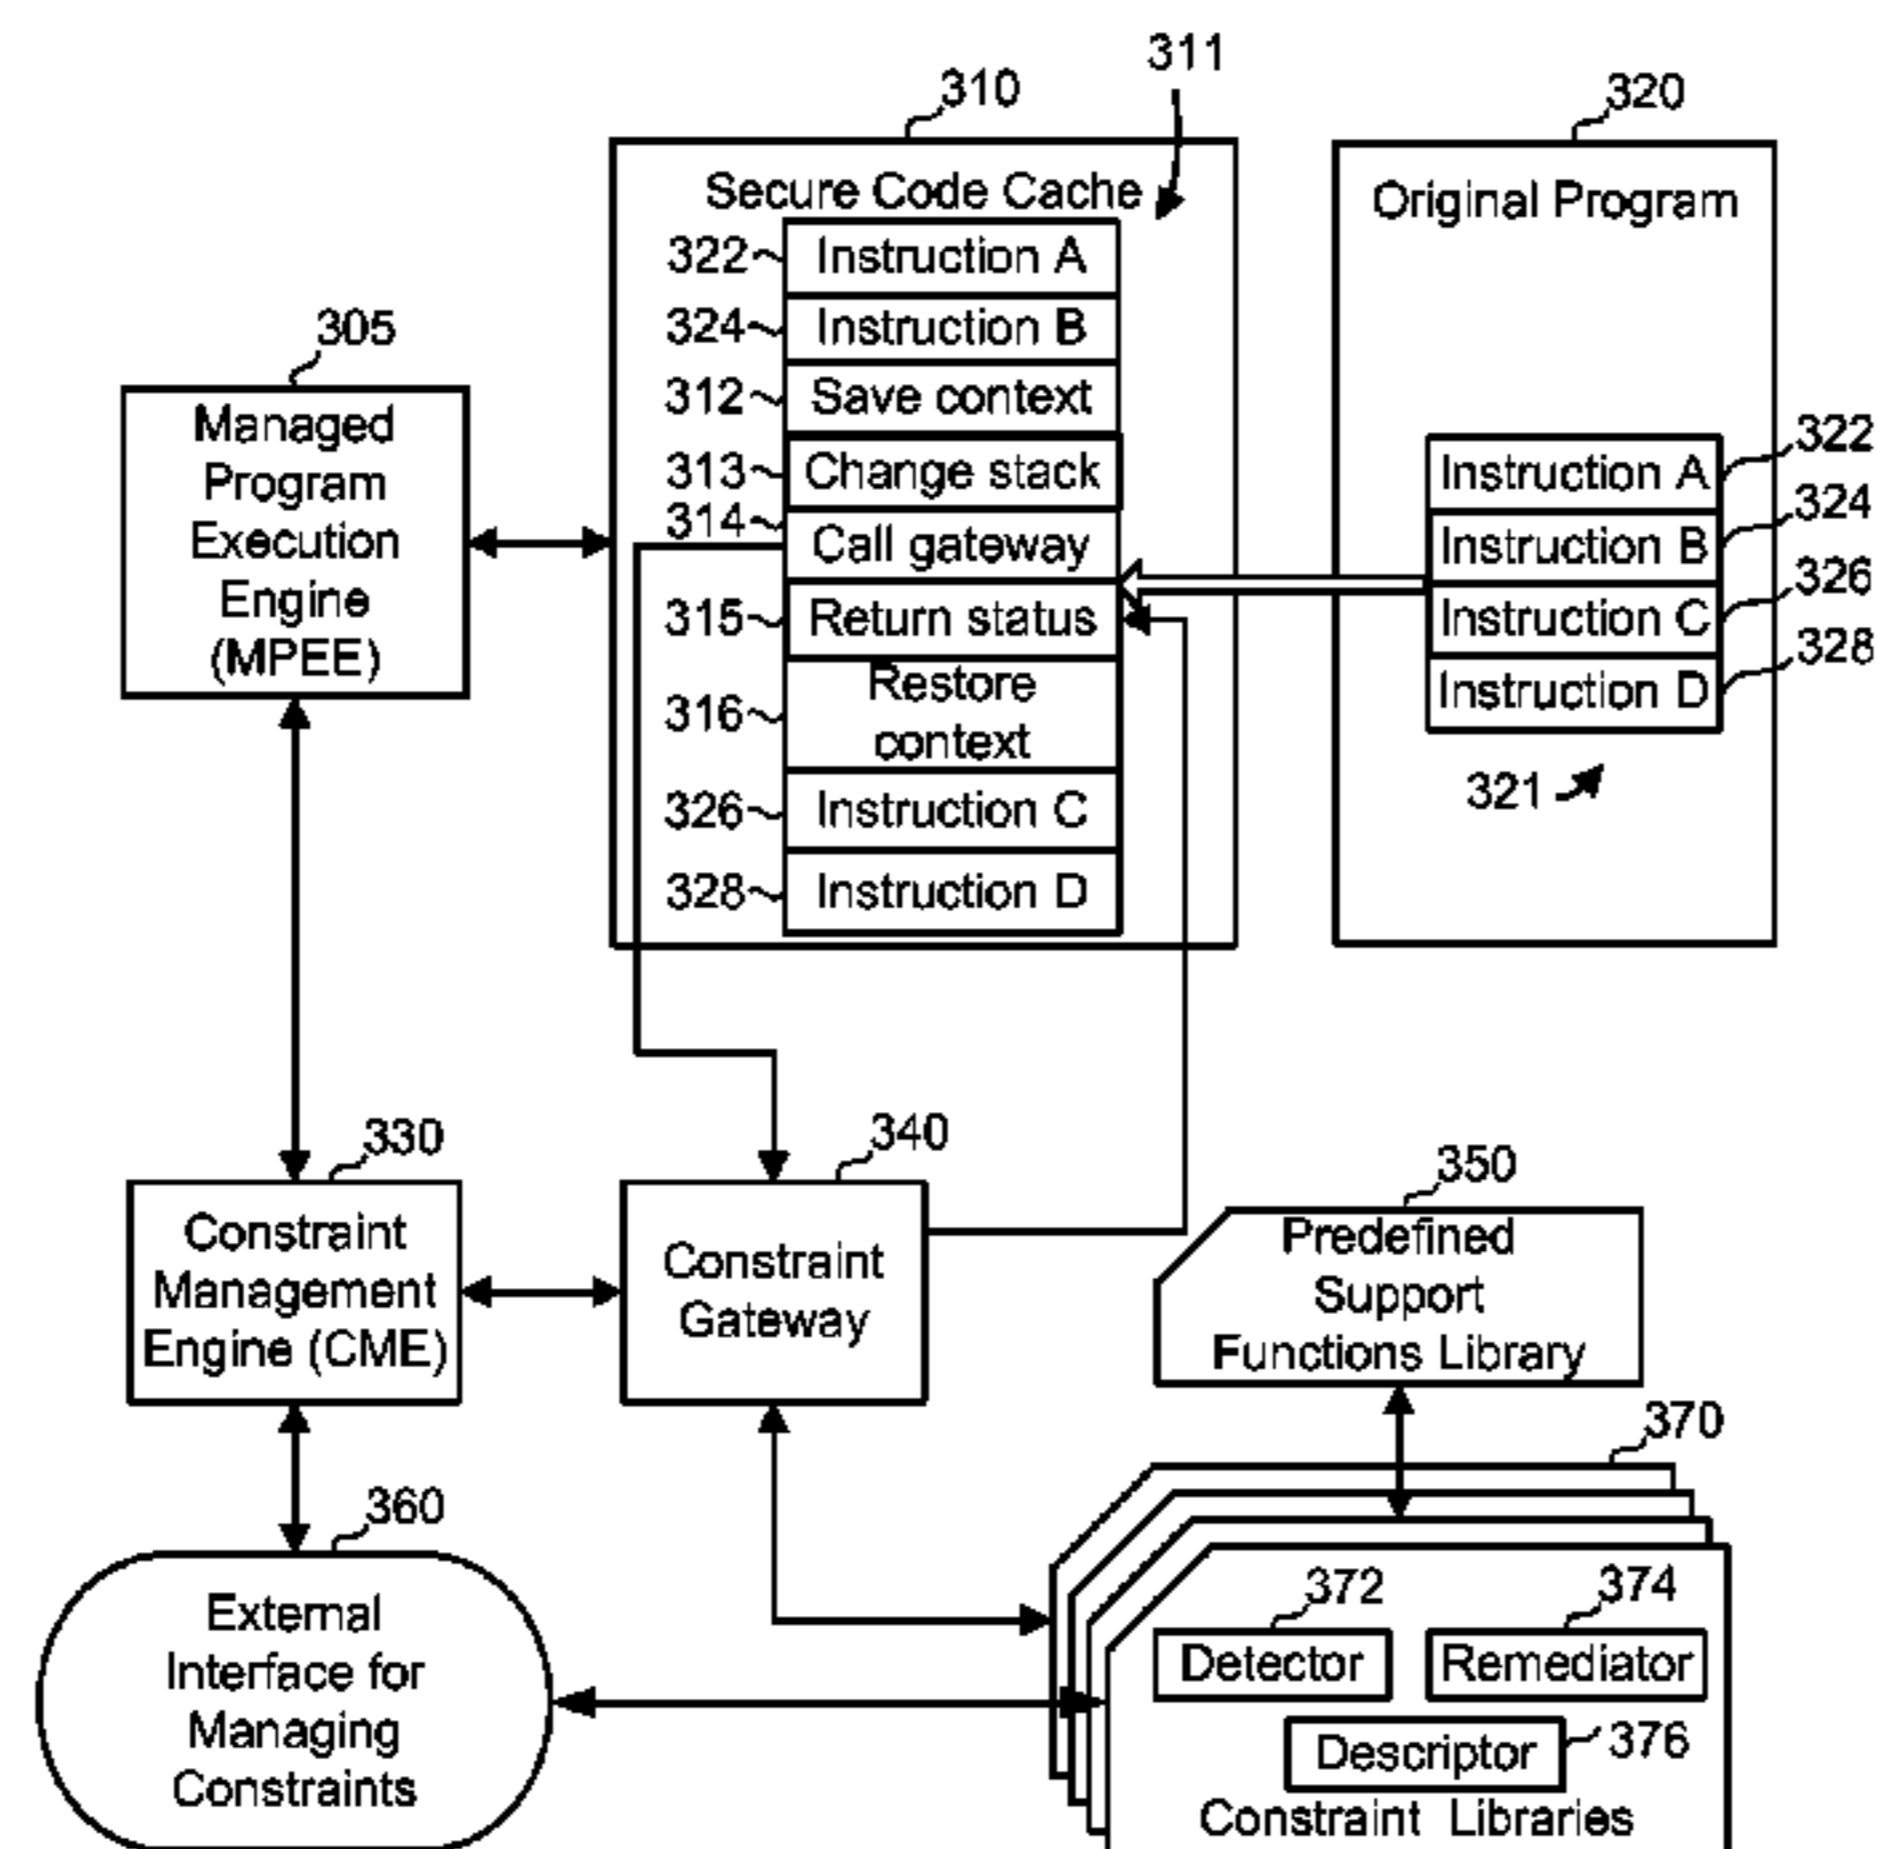 311
310
320
Secure Code Cache
Original Program
322 Instruction A
324 Instruction B
312 Save context
313 Change stack
314 Call gateway
315 Return status
316 Restore
context
326 Instruction C
328 Instruction D
Instruction A 322
Instruction B 324
Instruction C 326
Instruction D 328
321
305
Managed
Program
Execution
Engine
(MPEE)
330
Constraint
Management
Engine (CME)
340
Constraint
Gateway
350
Predefined
Support
Functions Library
370
360
External
Interface for
Managing
Constraints
372
Detector
374
Remediator
Descriptor 376
Constraint Libraries